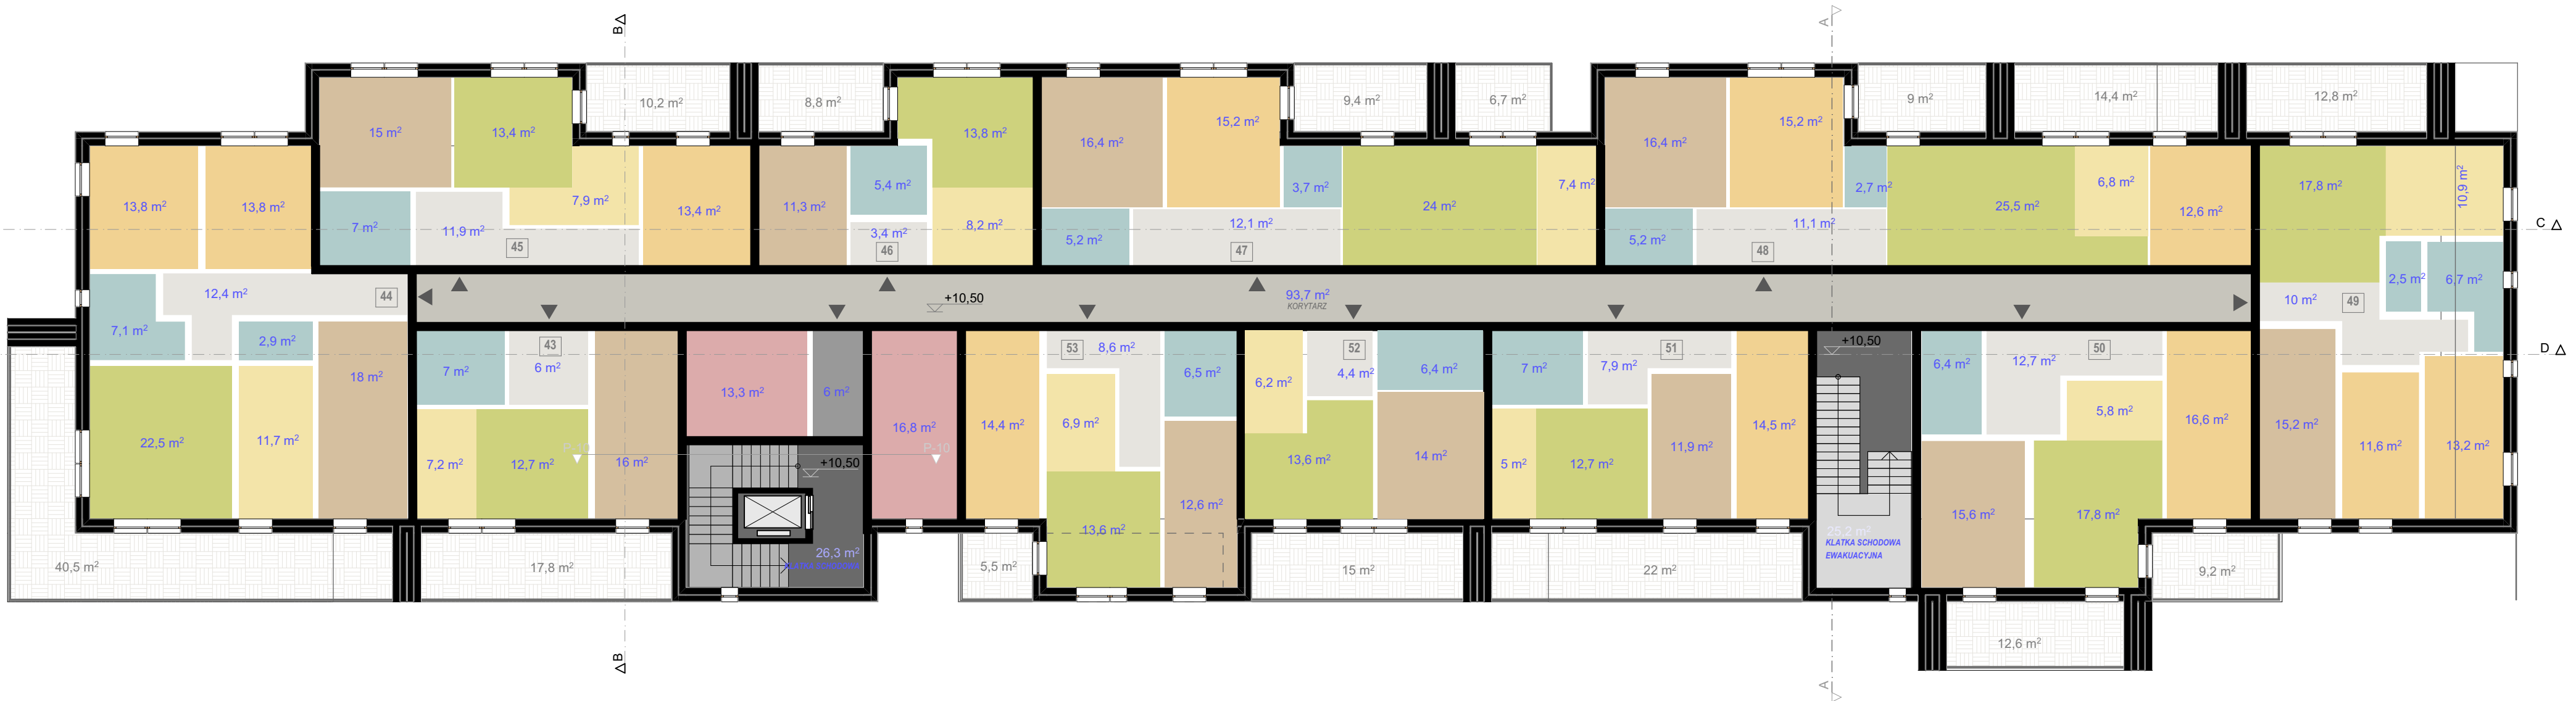 B
A
10,2 m²
8,8 m²
9,4 m²
6,7 m²
9 m²
14,4 m²
12,8 m²
15 m²
13,4 m²
13,8 m²
16,4 m²
15,2 m²
16,4 m²
15,2 m²
13,8 m²
13,8 m²
7 m²
11,9 m²
7,9 m²
13,4 m²
45
11,3 m²
5,4 m²
3,4 m²
8,2 m²
46
5,2 m²
12,1 m²
3,7 m²
24 m²
7,4 m²
47
5,2 m²
11,1 m²
2,7 m²
25,5 m²
6,8 m²
12,6 m²
48
17,8 m²
10,9 m²
C
12,4 m²
44
7,1 m²
2,9 m²
18 m²
22,5 m²
11,7 m²
+10,50
93,7 m²
KORYTARZ
10 m²
2,5 m²
6,7 m²
49
15,2 m²
11,6 m²
13,2 m²
D
7 m²
43
6 m²
7,2 m²
12,7 m²
16 m²
P-10
13,3 m²
6 m²
16,8 m²
P-10
+10,50
26,3 m²
KLATKA SCHODOWA
53
8,6 m²
14,4 m²
6,9 m²
6,5 m²
13,6 m²
12,6 m²
52
6,2 m²
4,4 m²
6,4 m²
13,6 m²
14 m²
51
7 m²
7,9 m²
5 m²
12,7 m²
11,9 m²
14,5 m²
+10,50
25,2 m²
KLATKA SCHODOWA
EWAKUACYJNA
50
6,4 m²
12,7 m²
5,8 m²
16,6 m²
15,6 m²
17,8 m²
40,5 m²
17,8 m²
5,5 m²
15 m²
22 m²
9,2 m²
12,6 m²
B
A